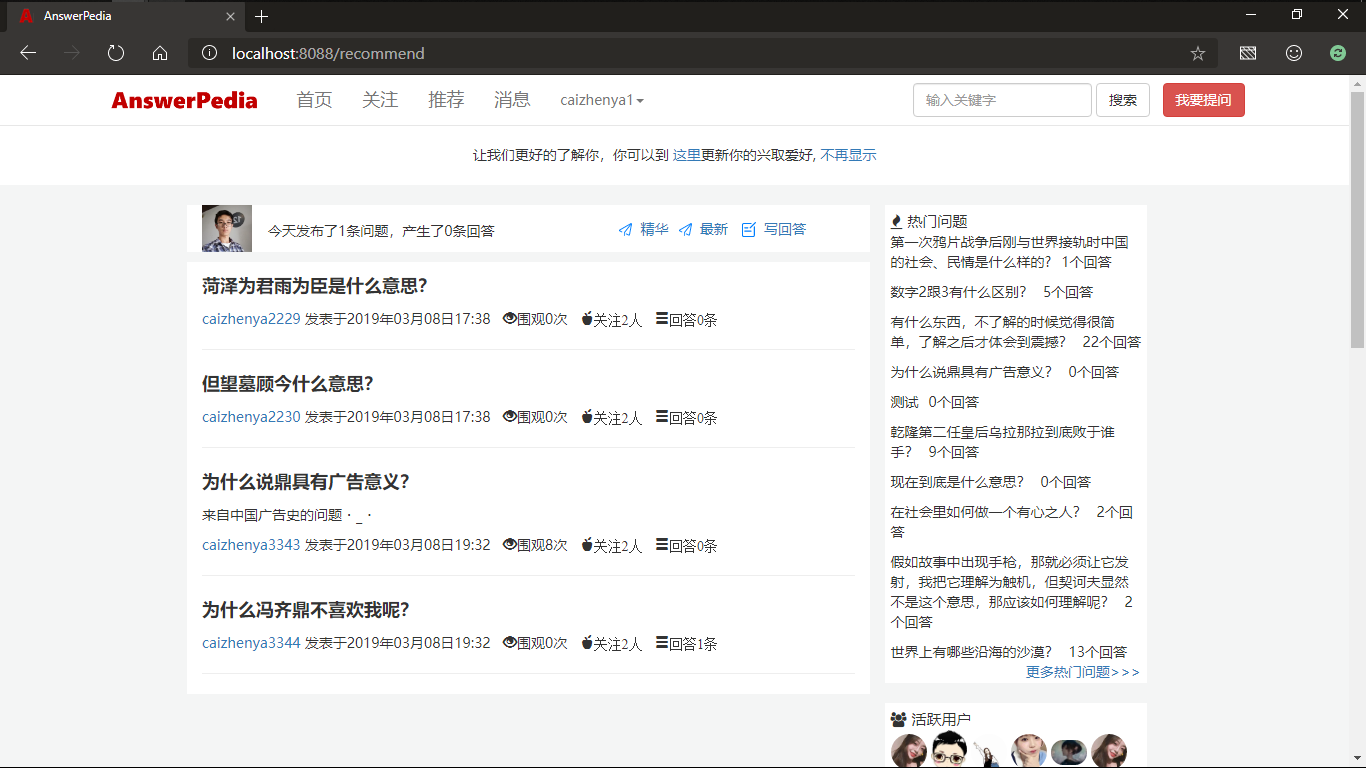 AnswerPedia
localhost:8088/recommend
AnswerPedia 首页 关注 推荐 消息 caizhenya1 输入关键字 搜索 我要提问
让我们更好的了解你，你可以到 这里更新你的兴取爱好, 不再显示
今天发布了1条问题，产生了0条回答 精华 最新 写回答
菏泽为君雨为臣是什么意思？
caizhenya2229 发表于2019年03月08日17:38 围观0次 关注2人 回答0条
但望墓顾今什么意思？
caizhenya2230 发表于2019年03月08日17:38 围观0次 关注2人 回答0条
为什么说鼎具有广告意义？
来自中国广告史的问题・_・
caizhenya3343 发表于2019年03月08日19:32 围观8次 关注2人 回答0条
为什么冯齐鼎不喜欢我呢？
caizhenya3344 发表于2019年03月08日19:32 围观0次 关注2人 回答1条
热门问题
第一次鸦片战争后刚与世界接轨时中国
的社会、民情是什么样的？ 1个回答
数字2跟3有什么区别？ 5个回答
有什么东西，不了解的时候觉得很简
单，了解之后才体会到震撼？ 22个回答
为什么说鼎具有广告意义？ 0个回答
测试 0个回答
乾隆第二任皇后乌拉那拉到底败于谁
手？ 9个回答
现在到底是什么意思？ 0个回答
在社会里如何做一个有心之人？ 2个回
答
假如故事中出现手枪，那就必须让它发
射，我把它理解为触机，但契诃夫显然
不是这个意思，那应该如何理解呢？ 2
个回答
世界上有哪些沿海的沙漠？ 13个回答
更多热门问题>>>
活跃用户